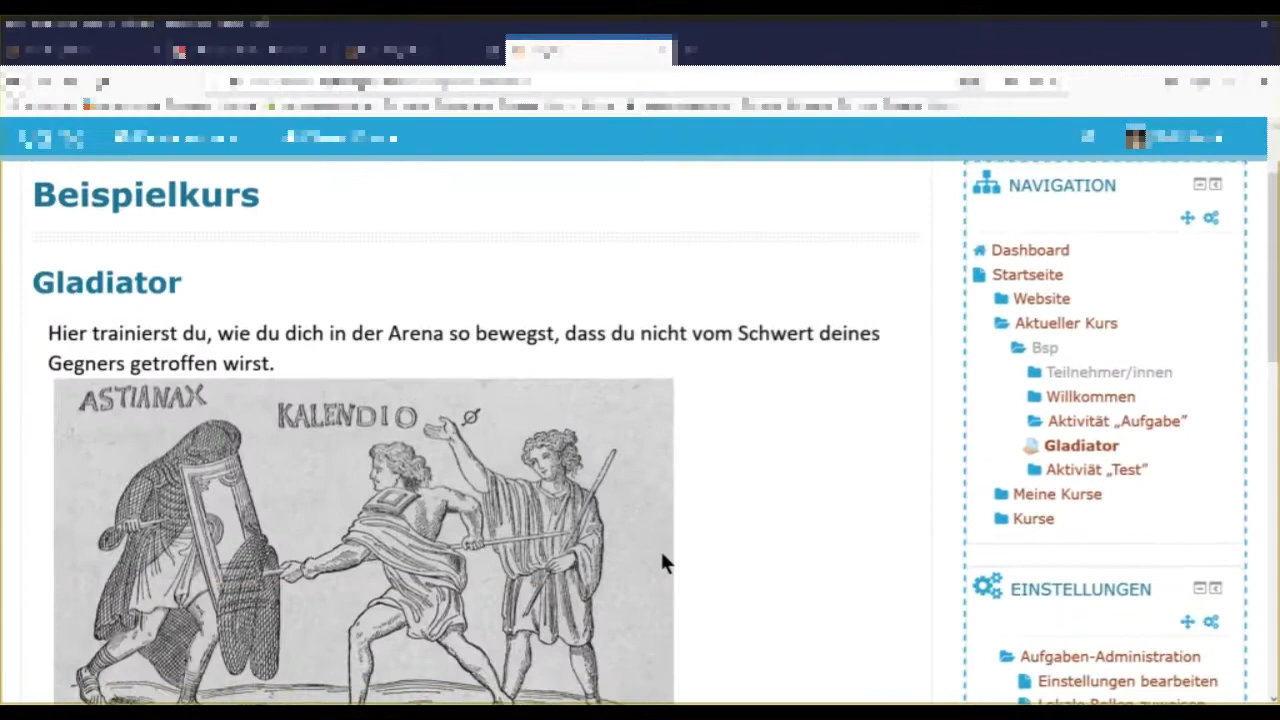 Beispielkurs
Gladiator
Hier trainierst du, wie du dich in der Arena so bewegst, dass du nicht vom Schwert deines
Gegners getroffen wirst.
ASTIANAX
KALENDIO
NAVIGATION
Dashboard
Startseite
Website
Aktueller Kurs
Bsp
Teilnehmer/innen
Willkommen
Aktivität „Aufgabe“
Gladiator
Aktiviät „Test“
Meine Kurse
Kurse
EINSTELLUNGEN
Aufgaben-Administration
Einstellungen bearbeiten